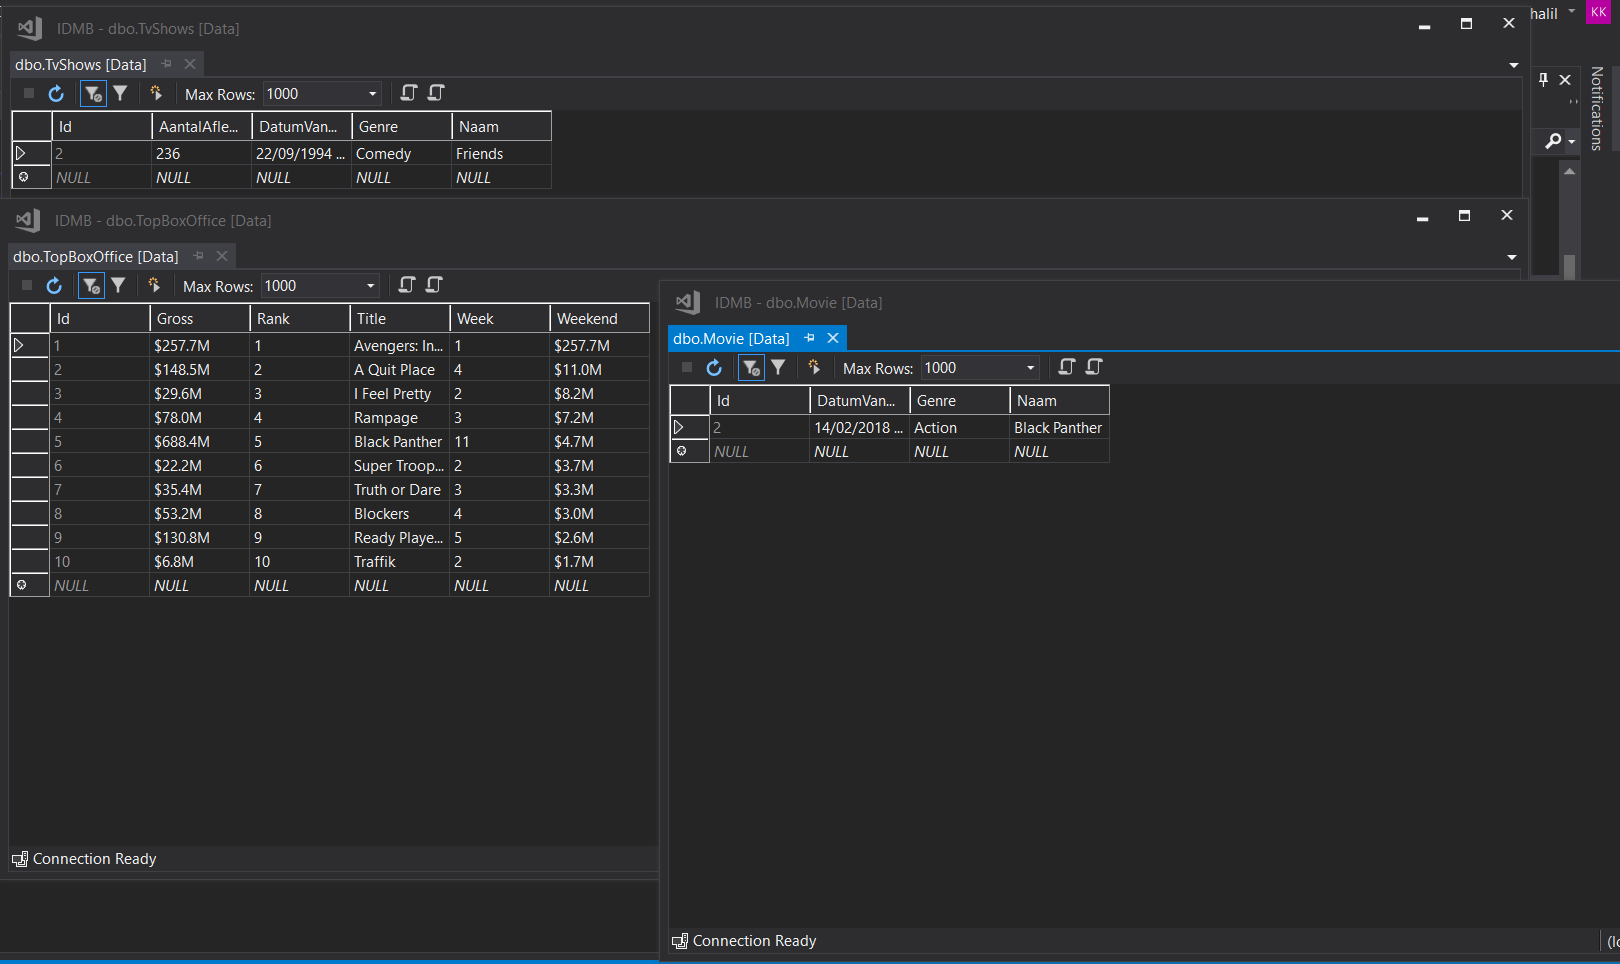 IDMB - dbo.TvShows [Data]
halil
KK
dbo.TvShows [Data]
Max Rows: 1000
Id AantalAfle... DatumVan... Genre Naam
2 236 22/09/1994 ... Comedy Friends
NULL NULL NULL NULL NULL
Notifications
IDMB - dbo.TopBoxOffice [Data]
dbo.TopBoxOffice [Data]
Max Rows: 1000
Id Gross Rank Title Week Weekend
1 $257.7M 1 Avengers: In... 1 $257.7M
2 $148.5M 2 A Quit Place 4 $11.0M
3 $29.6M 3 I Feel Pretty 2 $8.2M
4 $78.0M 4 Rampage 3 $7.2M
5 $688.4M 5 Black Panther 11 $4.7M
6 $22.2M 6 Super Troop... 2 $3.7M
7 $35.4M 7 Truth or Dare 3 $3.3M
8 $53.2M 8 Blockers 4 $3.0M
9 $130.8M 9 Ready Playe... 5 $2.6M
10 $6.8M 10 Traffik 2 $1.7M
NULL NULL NULL NULL NULL NULL
Connection Ready
IDMB - dbo.Movie [Data]
dbo.Movie [Data]
Max Rows: 1000
Id DatumVan... Genre Naam
2 14/02/2018 ... Action Black Panther
NULL NULL NULL NULL
Connection Ready